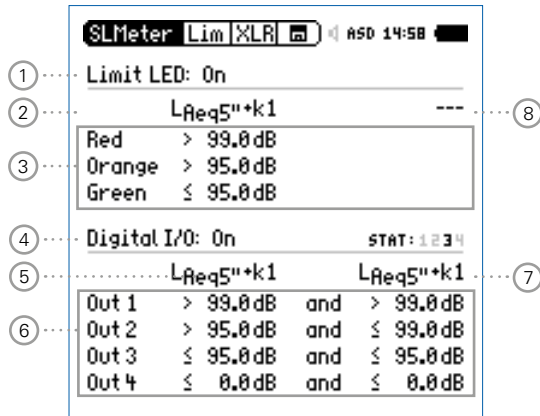 SLMeter Lim XLR ASD 14:58
1 Limit LED: On
2 LAeq5"+k1 --- 8
3
Red > 99.0dB
Orange > 95.0dB
Green ≤ 95.0dB
4 Digital I/O: On STAT: 1234
5 LAeq5"+k1 LAeq5"+k1 7
6
Out 1 > 99.0dB and > 99.0dB
Out 2 > 95.0dB and ≤ 99.0dB
Out 3 ≤ 95.0dB and ≤ 95.0dB
Out 4 ≤ 0.0dB and ≤ 0.0dB